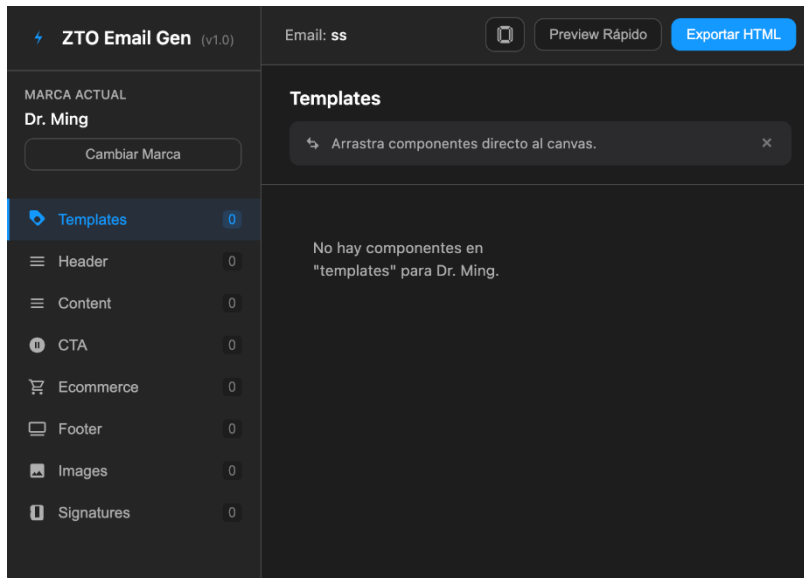 ZTO Email Gen (v1.0)
MARCA ACTUAL
Dr. Ming
Cambiar Marca
Templates 0
Header 0
Content 0
CTA 0
Ecommerce 0
Footer 0
Images 0
Signatures 0
Email: ss
Preview Rápido
Exportar HTML
Templates
Arrastra componentes directo al canvas.
No hay componentes en
"templates" para Dr. Ming.